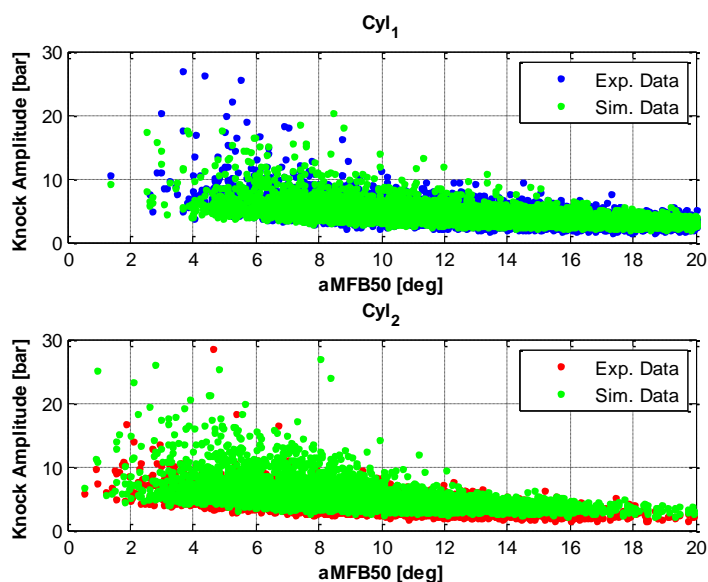 Cyl1
Knock Amplitude [bar]
30
20
10
0
Exp. Data
Sim. Data
0 2 4 6 8 10 12 14 16 18 20
aMFB50 [deg]
Cyl2
Knock Amplitude [bar]
30
20
10
0
Exp. Data
Sim. Data
0 2 4 6 8 10 12 14 16 18 20
aMFB50 [deg]